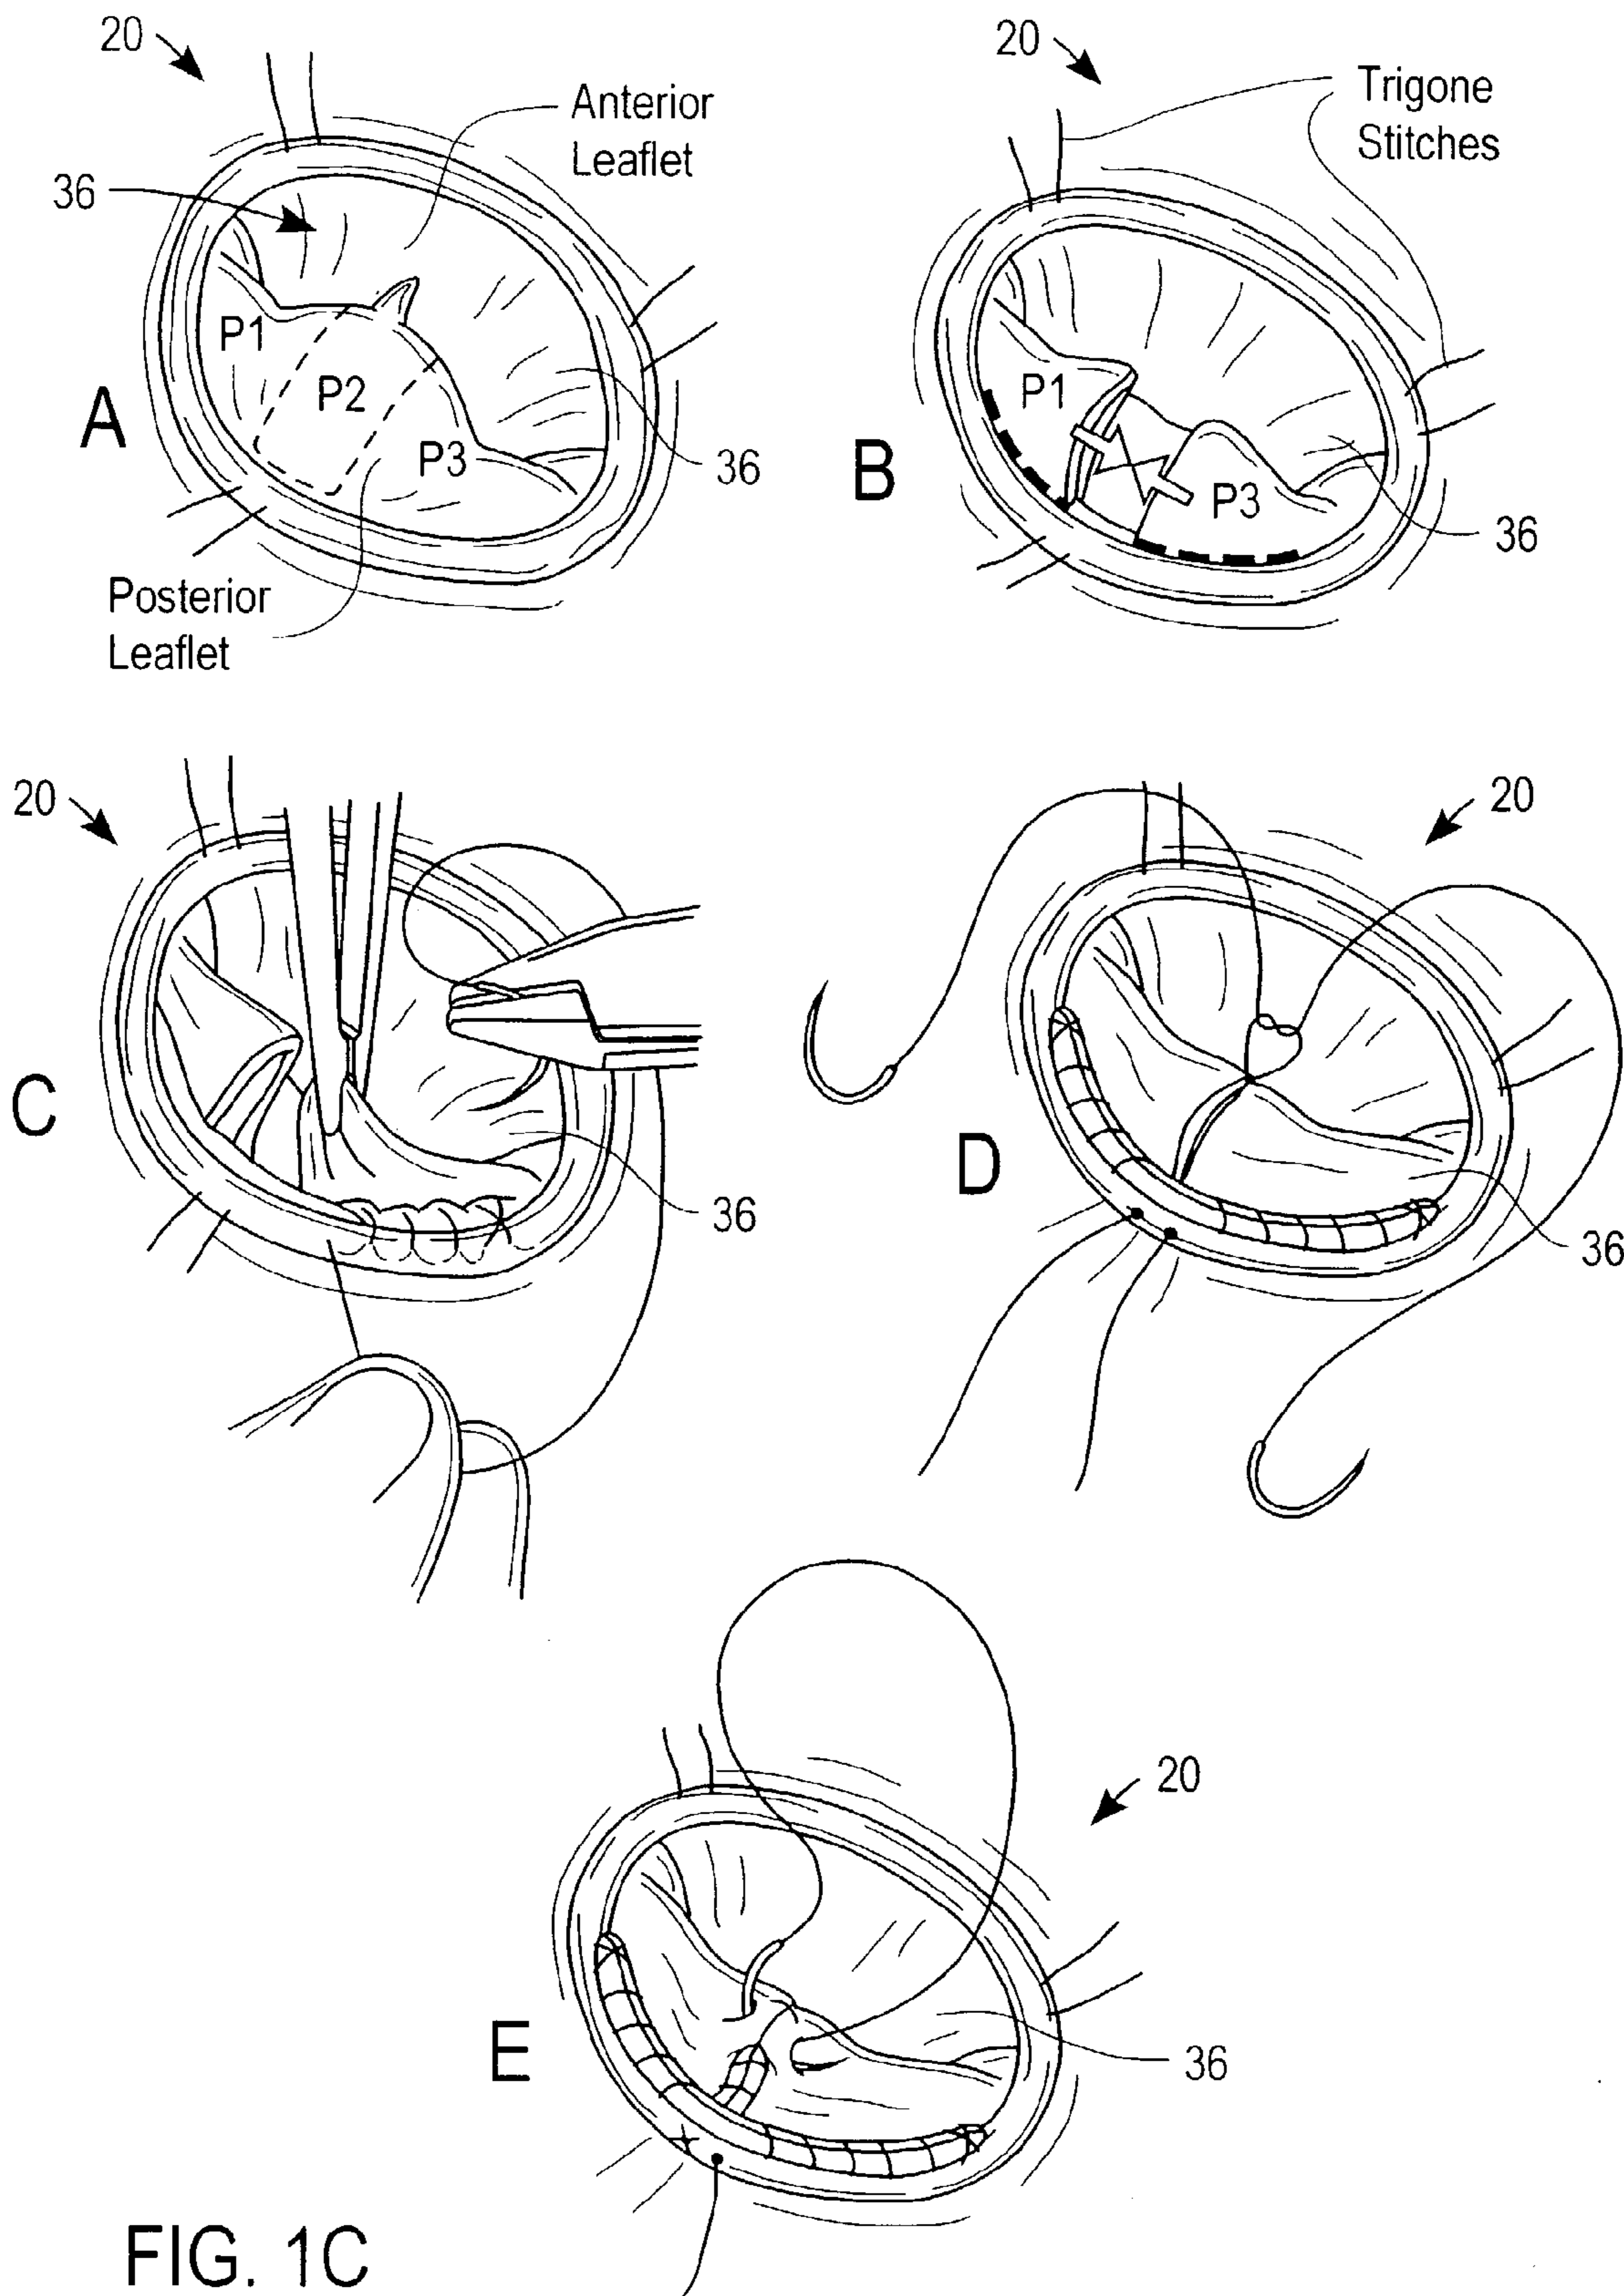 20
Anterior
Leaflet
36
P1
P2
P3
A
36
Posterior
Leaflet
20
Trigone
Stitches
P1
B
P3
36
20
C
36
20
D
36
20
E
36
FIG. 1C